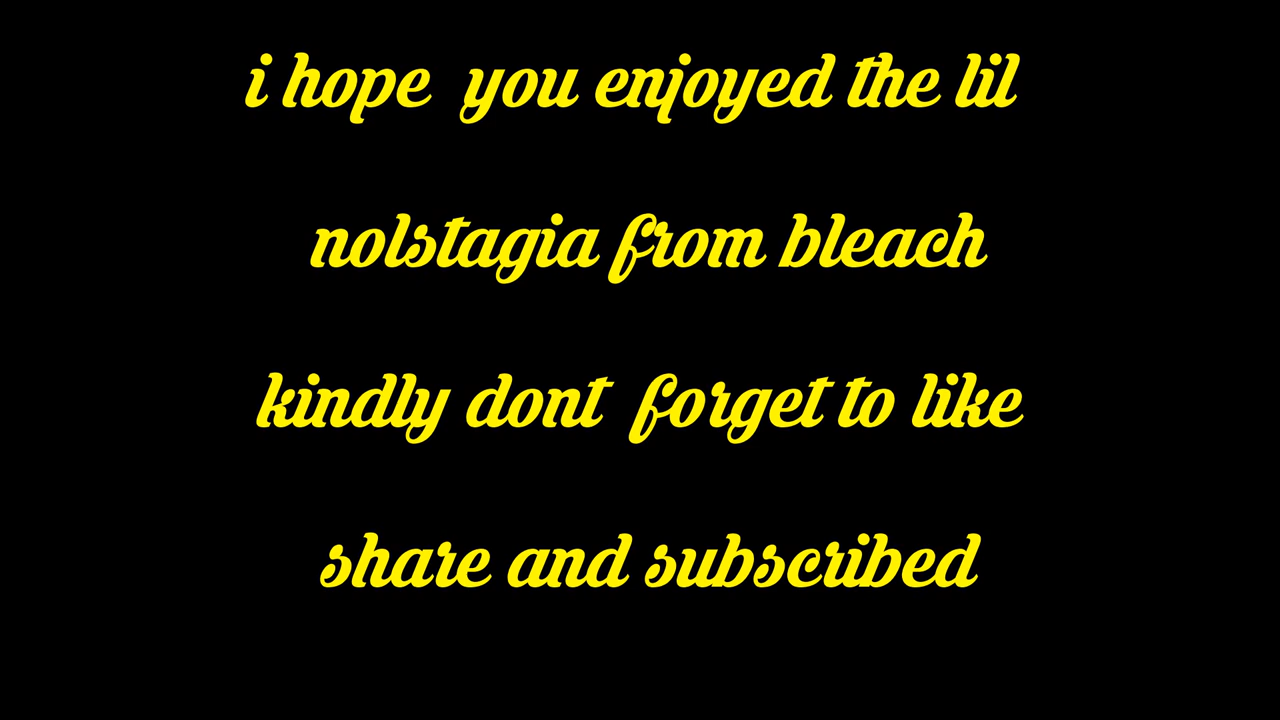 i hope you enjoyed the lil
nolstagia from bleach
kindly dont forget to like
share and subscribed